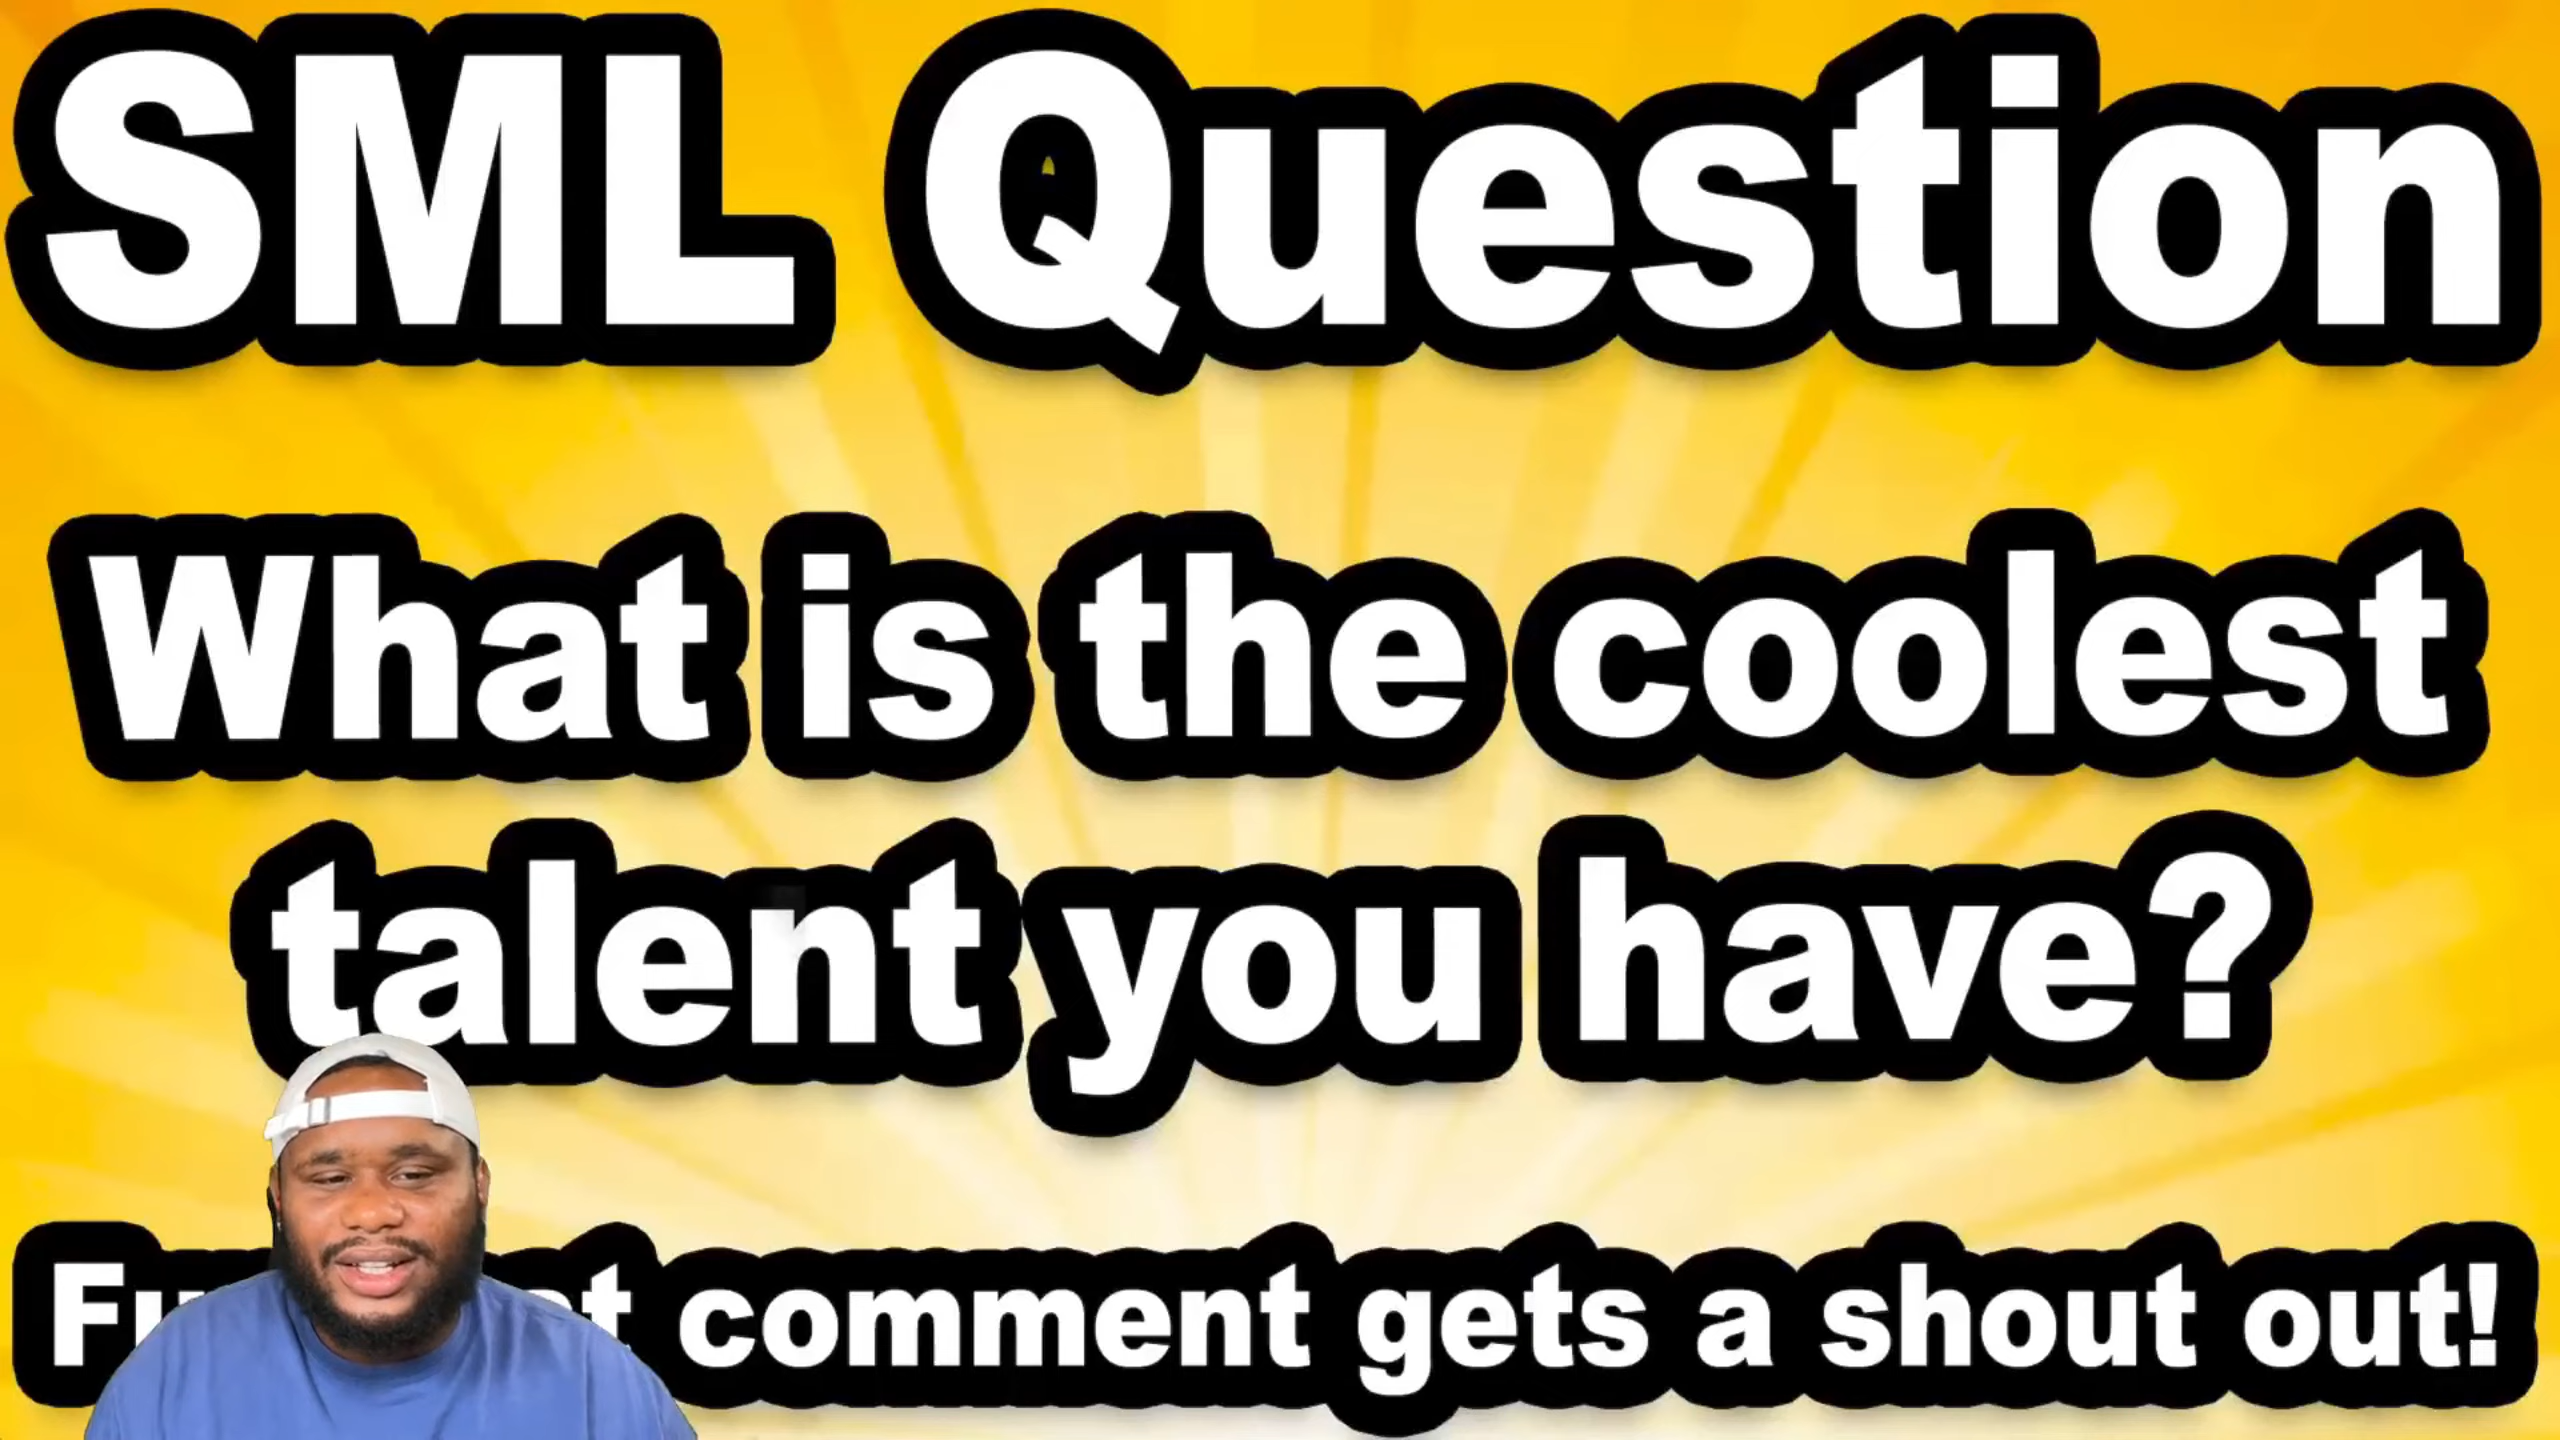 SML Question
What is the coolest
talent you have?
comment gets a shout out!